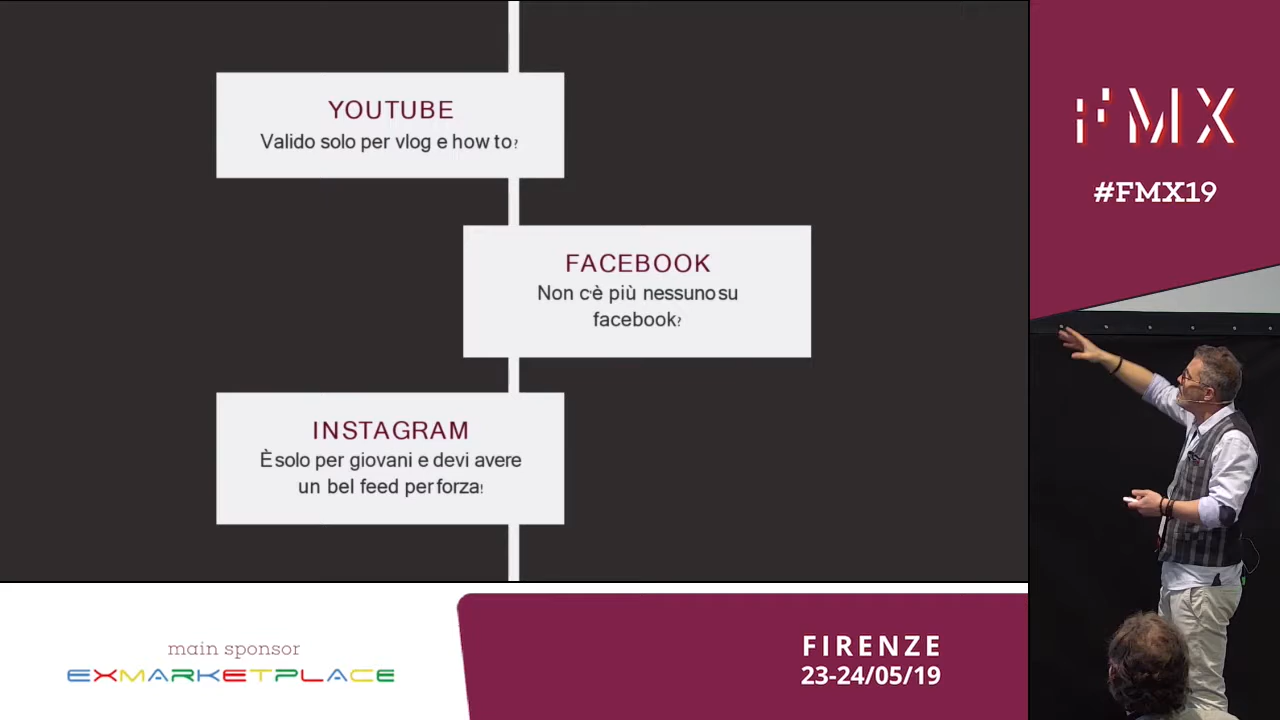 YOUTUBE
Valido solo per vlog e how to?
FACEBOOK
Non c'è più nessuno su
facebook?
INSTAGRAM
È solo per giovani e devi avere
un bel feed per forza!
FMX
#FMX19
main sponsor
EXMARKETPLACE
FIRENZE
23-24/05/19